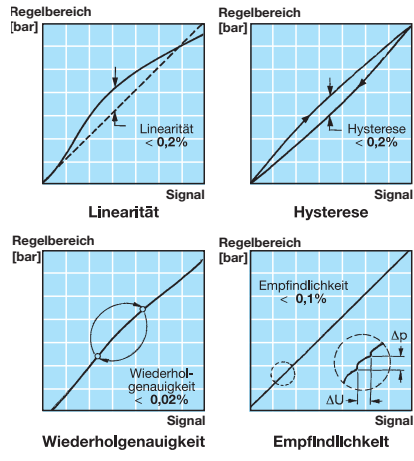 Regelbereich
[bar]
Linearität
< 0,2%
Signal
Linearität
Regelbereich
[bar]
Hysterese
< 0,2%
Signal
Hysterese
Regelbereich
[bar]
Wiederhol-
genauigkeit
< 0,02%
Signal
Wiederholgenauigkeit
Regelbereich
[bar]
Empfindlichkeit
< 0,1%
Δp
ΔU
Signal
Empfindlichkelt